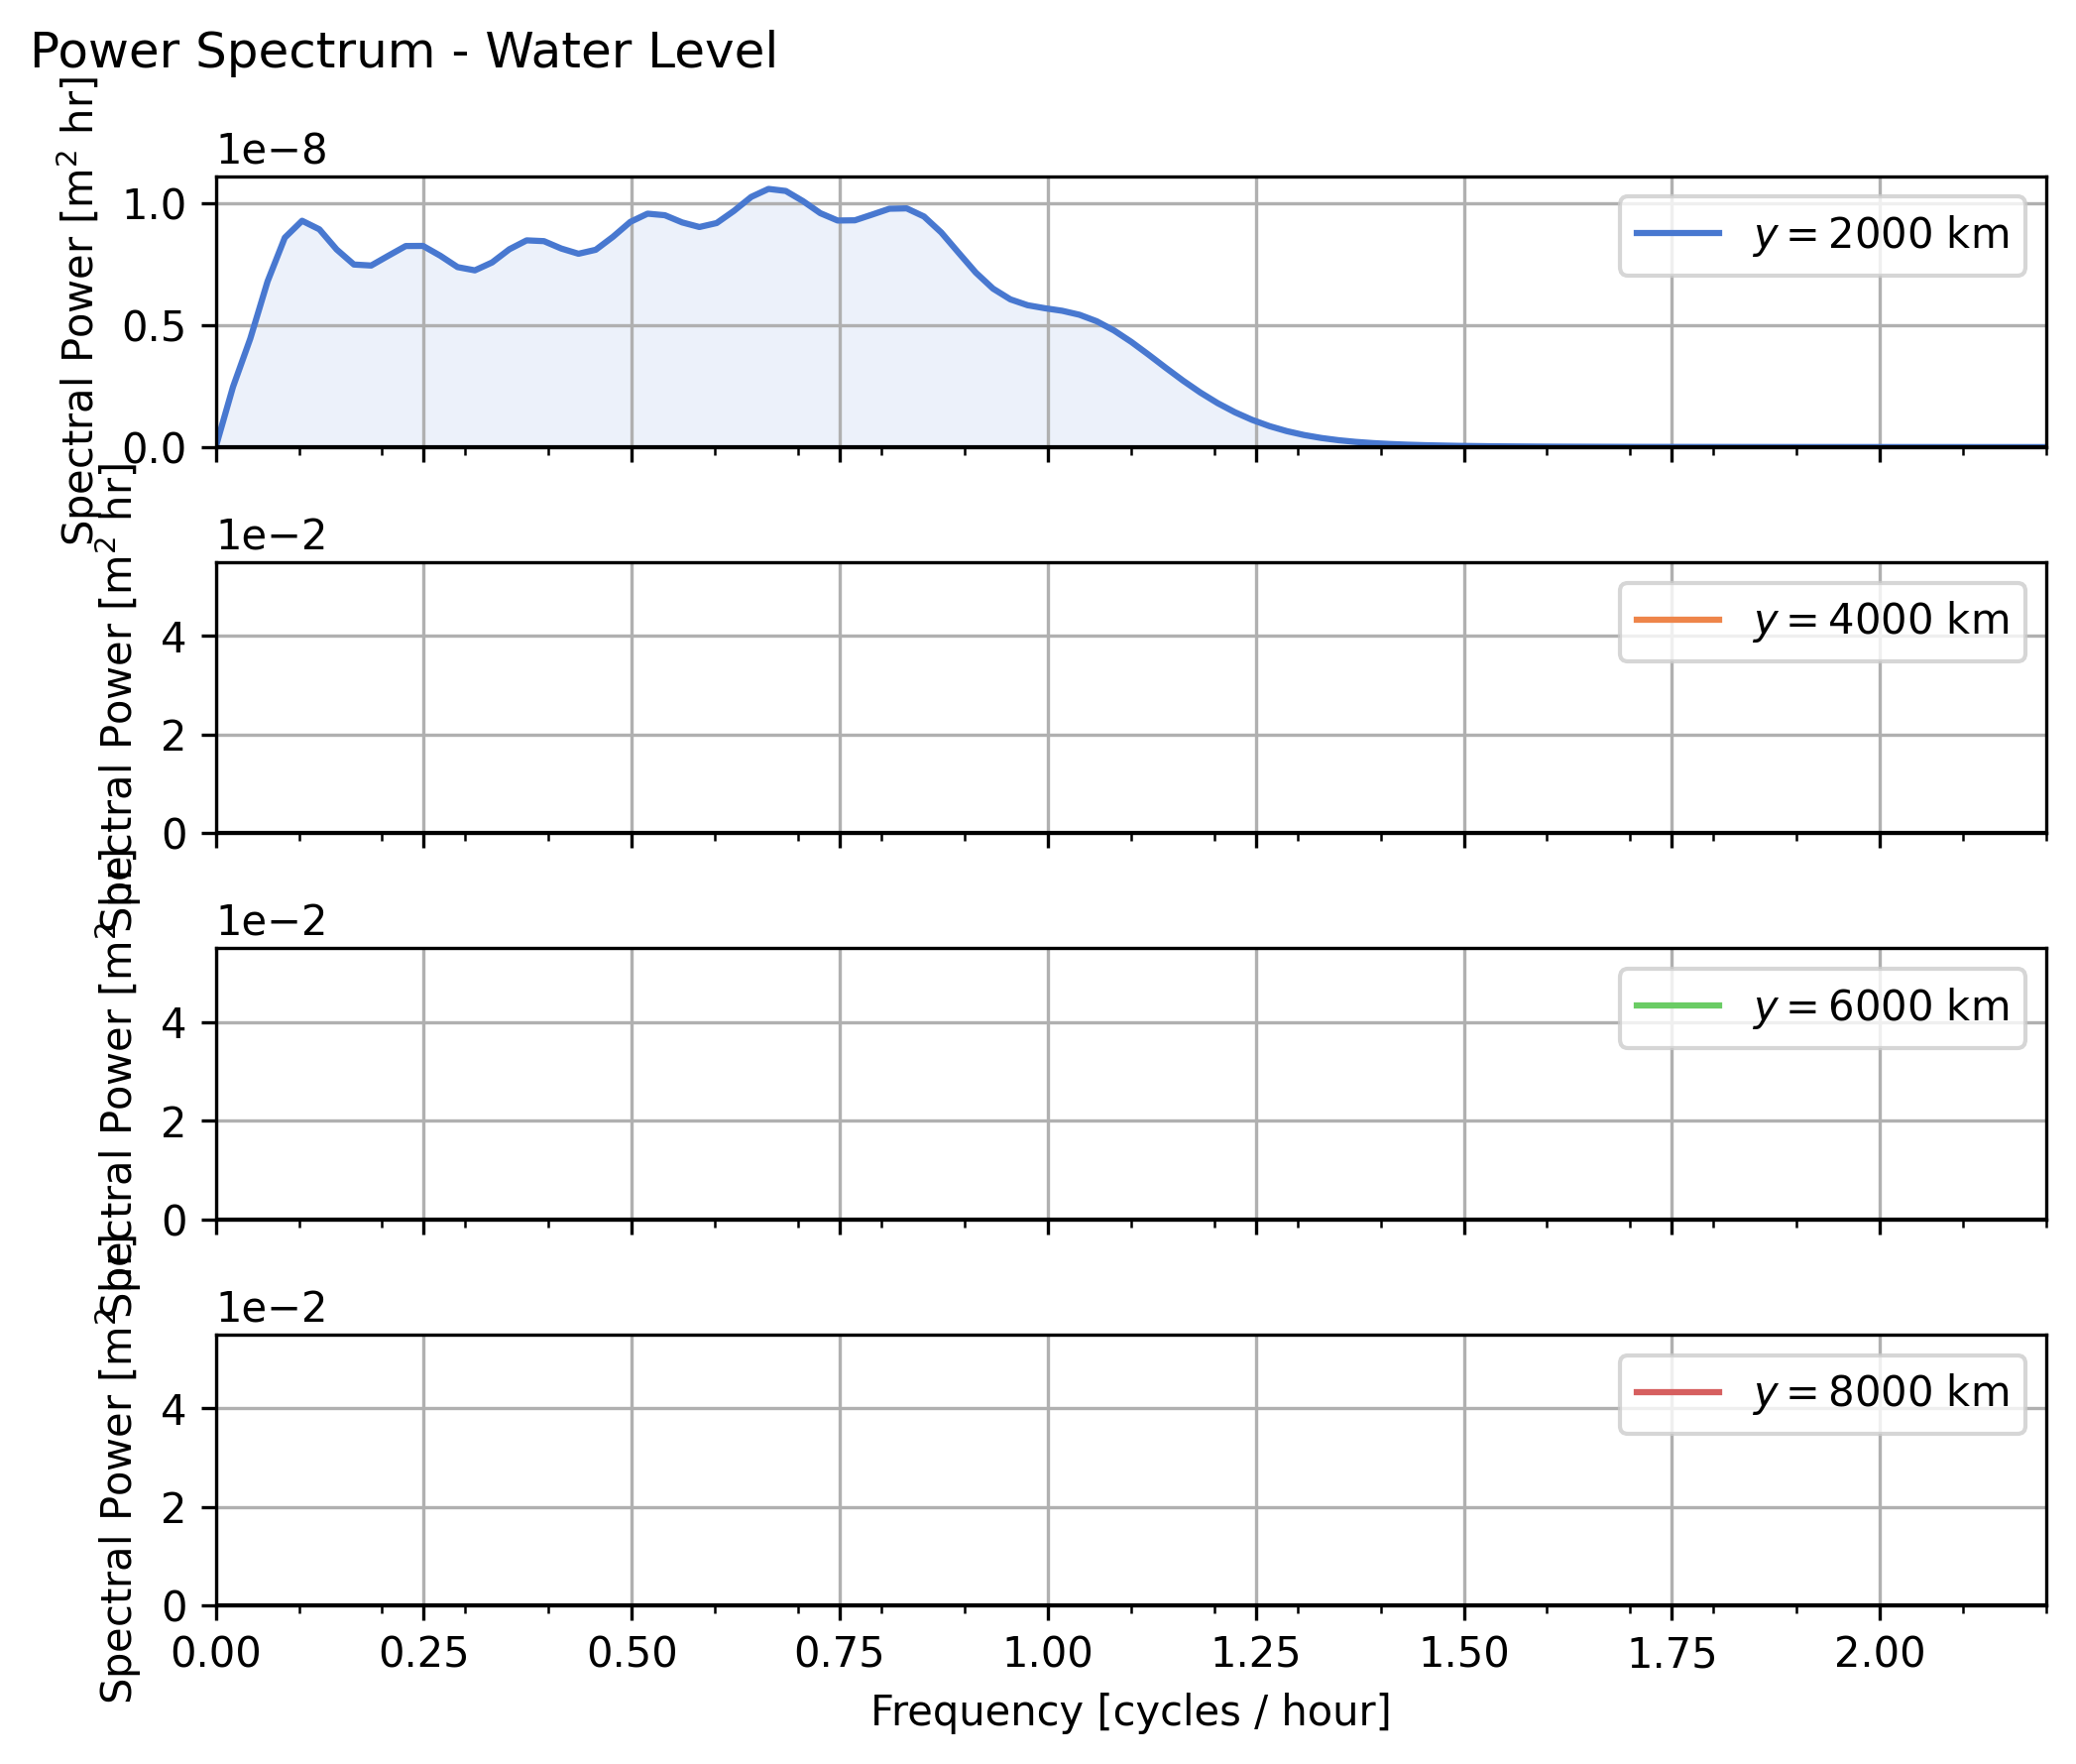 Power Spectrum - Water Level
1e−8
Spectral Power [m² hr]
1.0
0.5
0.0
y = 2000 km
1e−2
Spectral Power [m² hr]
4
2
0
y = 4000 km
1e−2
Spectral Power [m²
4
2
0
y = 6000 km
1e−2
Spectral Power [m²
4
2
0
y = 8000 km
0.00 0.25 0.50 0.75 1.00 1.25 1.50 1.75 2.00
Frequency [cycles / hour]